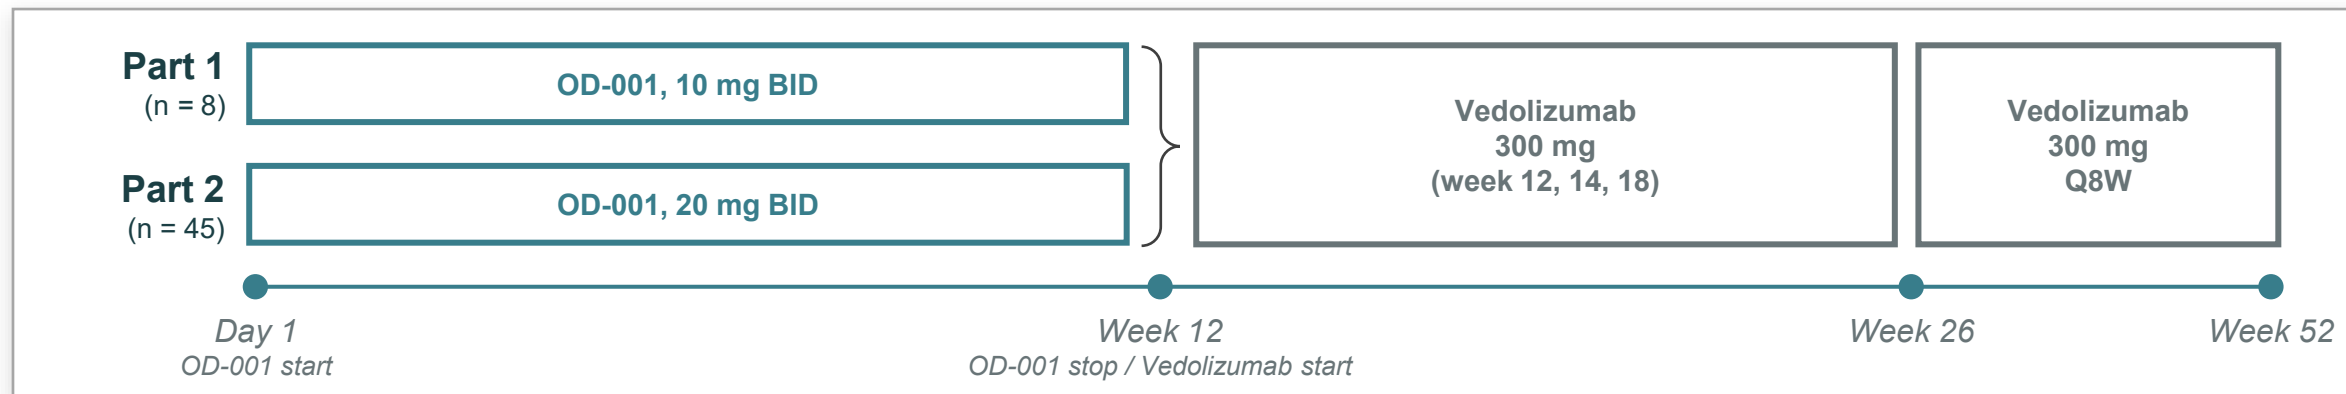 Part 1
(n = 8)
OD-001, 10 mg BID
Part 2
(n = 45)
OD-001, 20 mg BID
Vedolizumab
300 mg
(week 12, 14, 18)
Vedolizumab
300 mg
Q8W
Day 1
OD-001 start
Week 12
OD-001 stop / Vedolizumab start
Week 26
Week 52